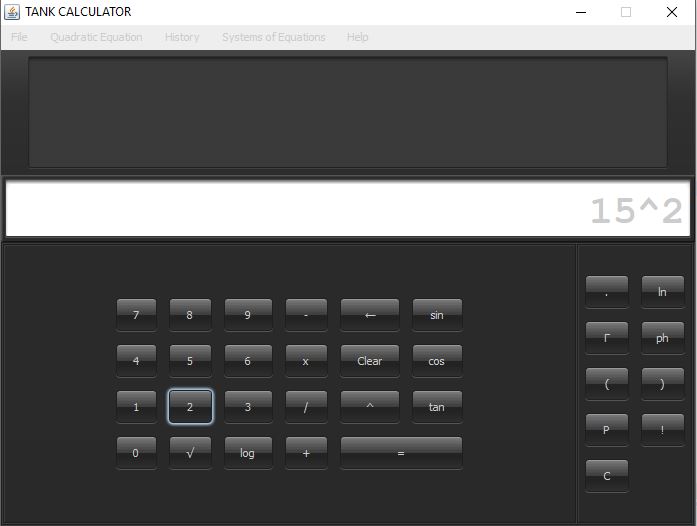 TANK CALCULATOR
File Quadratic Equation History Systems of Equations Help
15^2
7 8 9 - ← sin
4 5 6 x Clear cos
1 2 3 / ^ tan
0 √ log + =
. ln
Γ ph
( )
P !
C